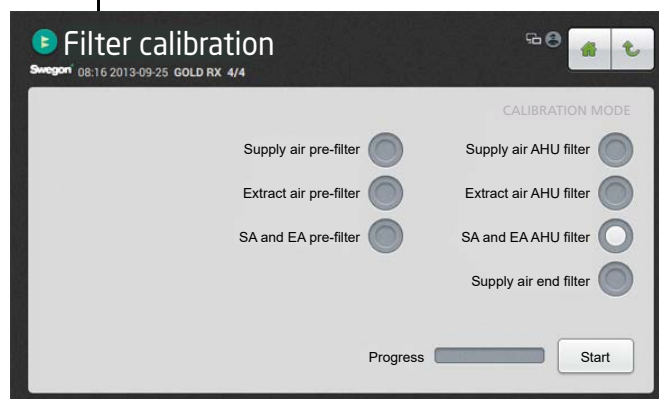 Filter calibration
Swegon 08:16 2013-09-25 GOLD RX 4/4
CALIBRATION MODE
Supply air pre-filter Supply air AHU filter
Extract air pre-filter Extract air AHU filter
SA and EA pre-filter SA and EA AHU filter
Supply air end filter
Progress Start